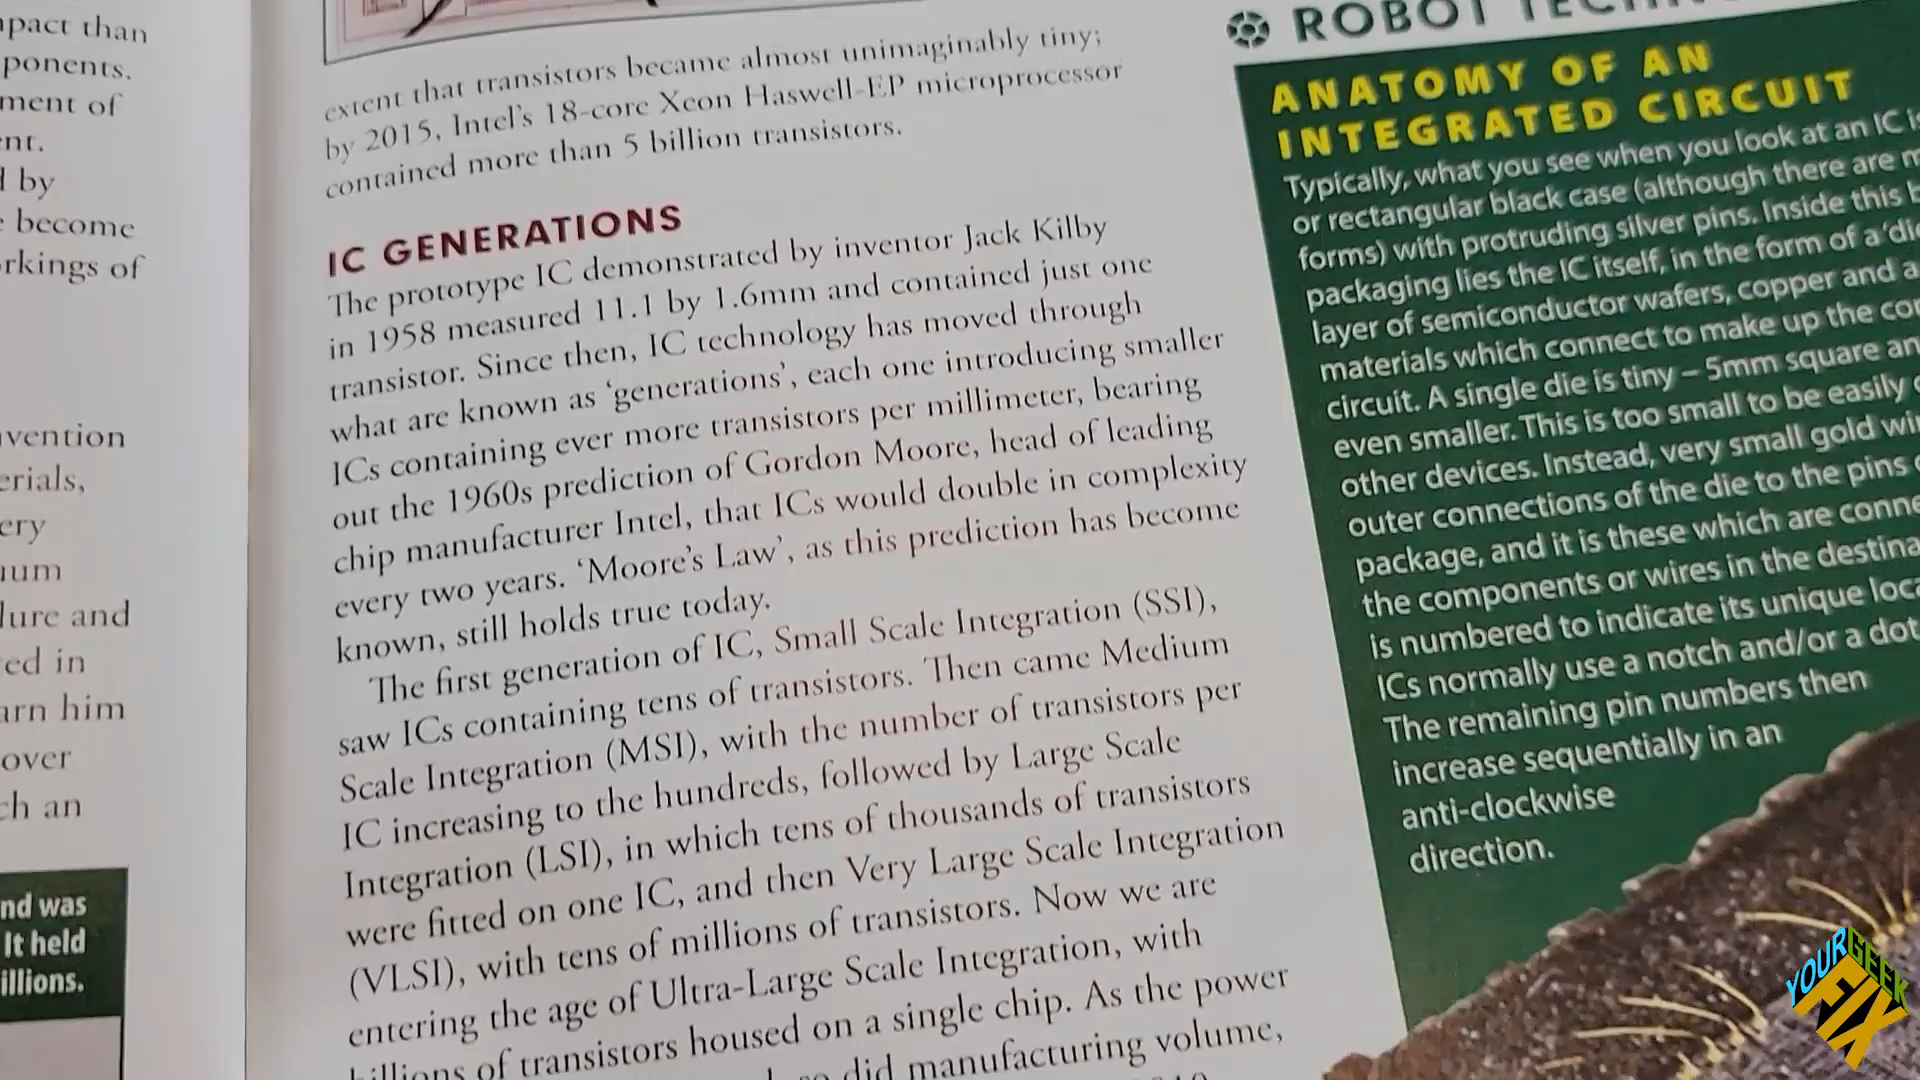 pact than
ponents.
ment of
nt.
by
become
rkings of
vention
erials,
ery
lure and
ed in
arn him
over
ch an
nd was
It held
illions.
extent that transistors became almost unimaginably tiny;
by 2015, Intel's 18-core Xeon Haswell-EP microprocessor
contained more than 5 billion transistors.
IC GENERATIONS
The prototype IC demonstrated by inventor Jack Kilby
in 1958 measured 11.1 by 1.6mm and contained just one
transistor. Since then, IC technology has moved through
what are known as ‘generations’, each one introducing smaller
ICs containing ever more transistors per millimeter, bearing
out the 1960s prediction of Gordon Moore, head of leading
chip manufacturer Intel, that ICs would double in complexity
every two years. ‘Moore’s Law’, as this prediction has become
known, still holds true today.
The first generation of IC, Small Scale Integration (SSI),
saw ICs containing tens of transistors. Then came Medium
Scale Integration (MSI), with the number of transistors per
IC increasing to the hundreds, followed by Large Scale
Integration (LSI), in which tens of thousands of transistors
were fitted on one IC, and then Very Large Scale Integration
(VLSI), with tens of millions of transistors. Now we are
entering the age of Ultra-Large Scale Integration, with
billions of transistors housed on a single chip. As the power
did manufacturing volume,
ROBOT
ANATOMY OF AN
INTEGRATED CIRCUIT
Typically, what you see when you look at an IC is
or rectangular black case (although there are
forms) with protruding silver pins. Inside this
packaging lies the IC itself, in the form of a ‘die
layer of semiconductor wafers, copper and
materials which connect to make up the
circuit. A single die is tiny – 5mm square
even smaller. This is too small to be easily
other devices. Instead, very small gold
outer connections of the die to the pins
package, and it is these which are
the components or wires in the
is numbered to indicate its unique
ICs normally use a notch and/or a dot
The remaining pin numbers then
increase sequentially in an
anti-clockwise
direction.
YOURGEEK
FIX